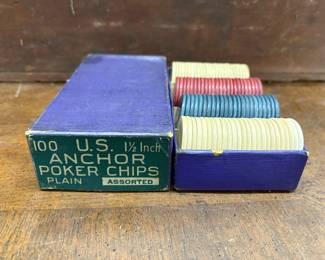 100 U.S. 1½ Inch
ANCHOR
POKER CHIPS
PLAIN ASSORTED